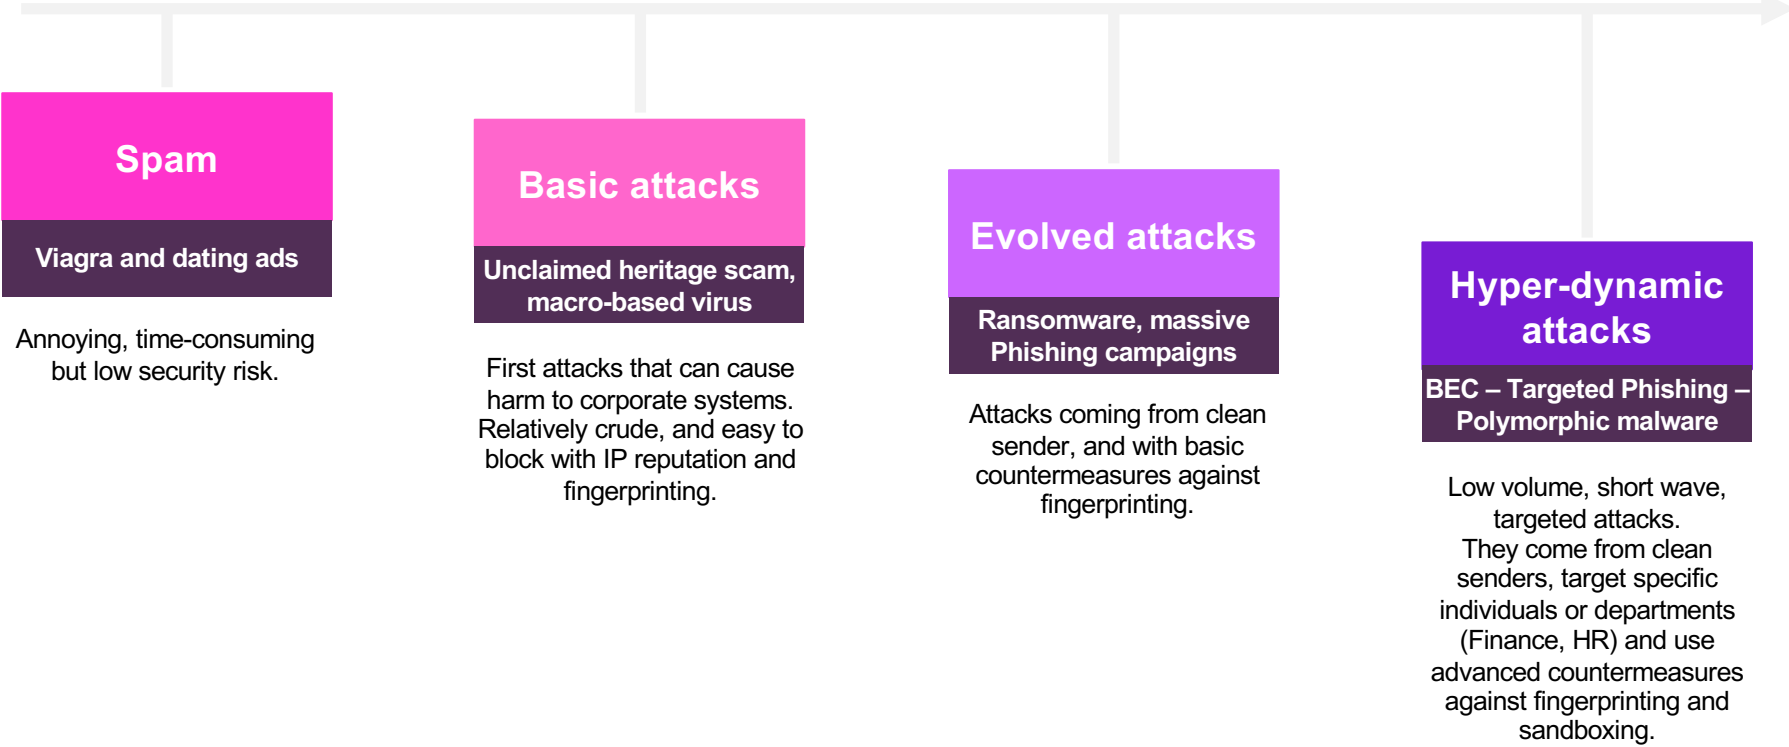 Spam
Viagra and dating ads
Annoying, time-consuming
but low security risk.
Basic attacks
Unclaimed heritage scam,
macro-based virus
First attacks that can cause
harm to corporate systems.
Relatively crude, and easy to
block with IP reputation and
fingerprinting.
Evolved attacks
Ransomware, massive
Phishing campaigns
Attacks coming from clean
sender, and with basic
countermeasures against
fingerprinting.
Hyper-dynamic
attacks
BEC – Targeted Phishing –
Polymorphic malware
Low volume, short wave,
targeted attacks.
They come from clean
senders, target specific
individuals or departments
(Finance, HR) and use
advanced countermeasures
against fingerprinting and
sandboxing.